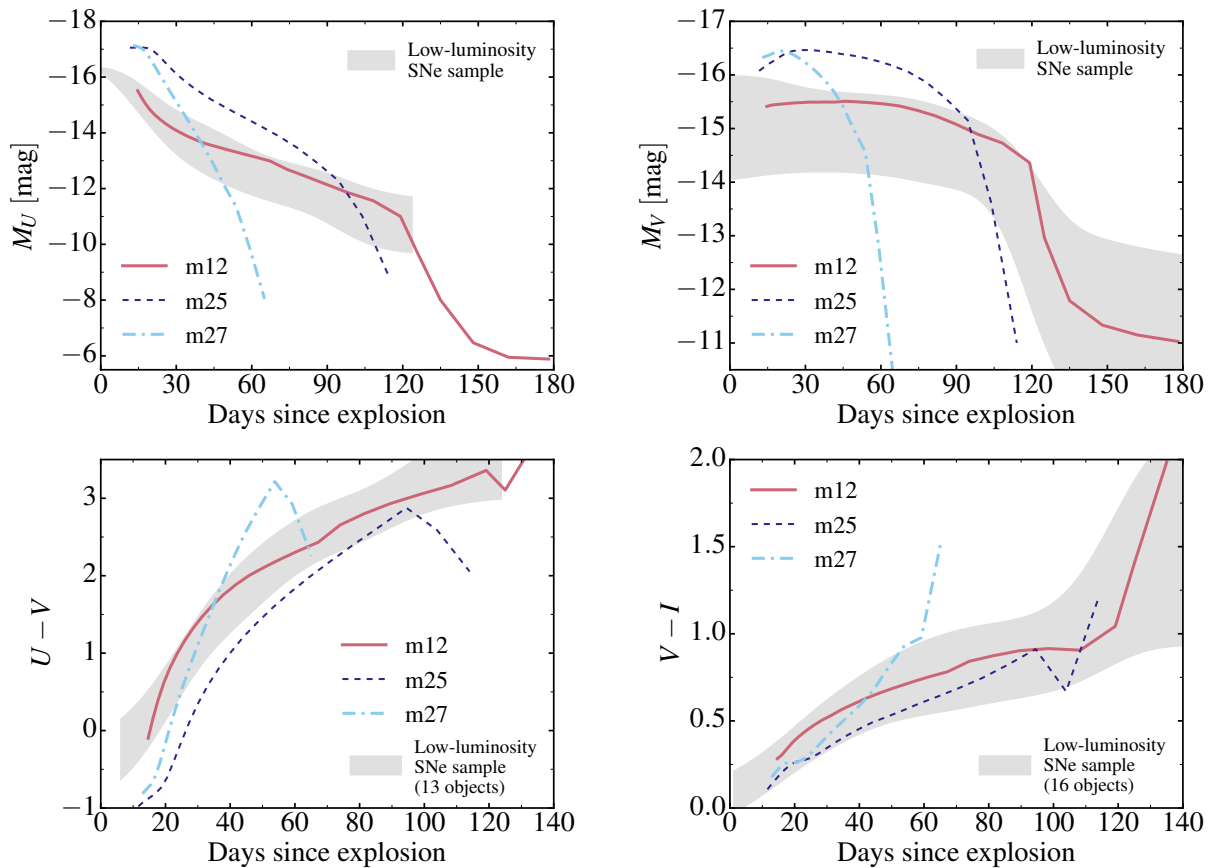 −18
−16
−14
−12
−10
−8
−6
M_U [mag]
Low-luminosity
SNe sample
m12
m25
m27
0 30 60 90 120 150 180
Days since explosion
−17
−16
−15
−14
−13
−12
−11
M_V [mag]
Low-luminosity
SNe sample
m12
m25
m27
0 30 60 90 120 150 180
Days since explosion
3
2
1
0
−1
U − V
m12
m25
m27
Low-luminosity
SNe sample
(13 objects)
0 20 40 60 80 100 120 140
Days since explosion
2.0
1.5
1.0
0.5
0.0
V − I
m12
m25
m27
Low-luminosity
SNe sample
(16 objects)
0 20 40 60 80 100 120 140
Days since explosion